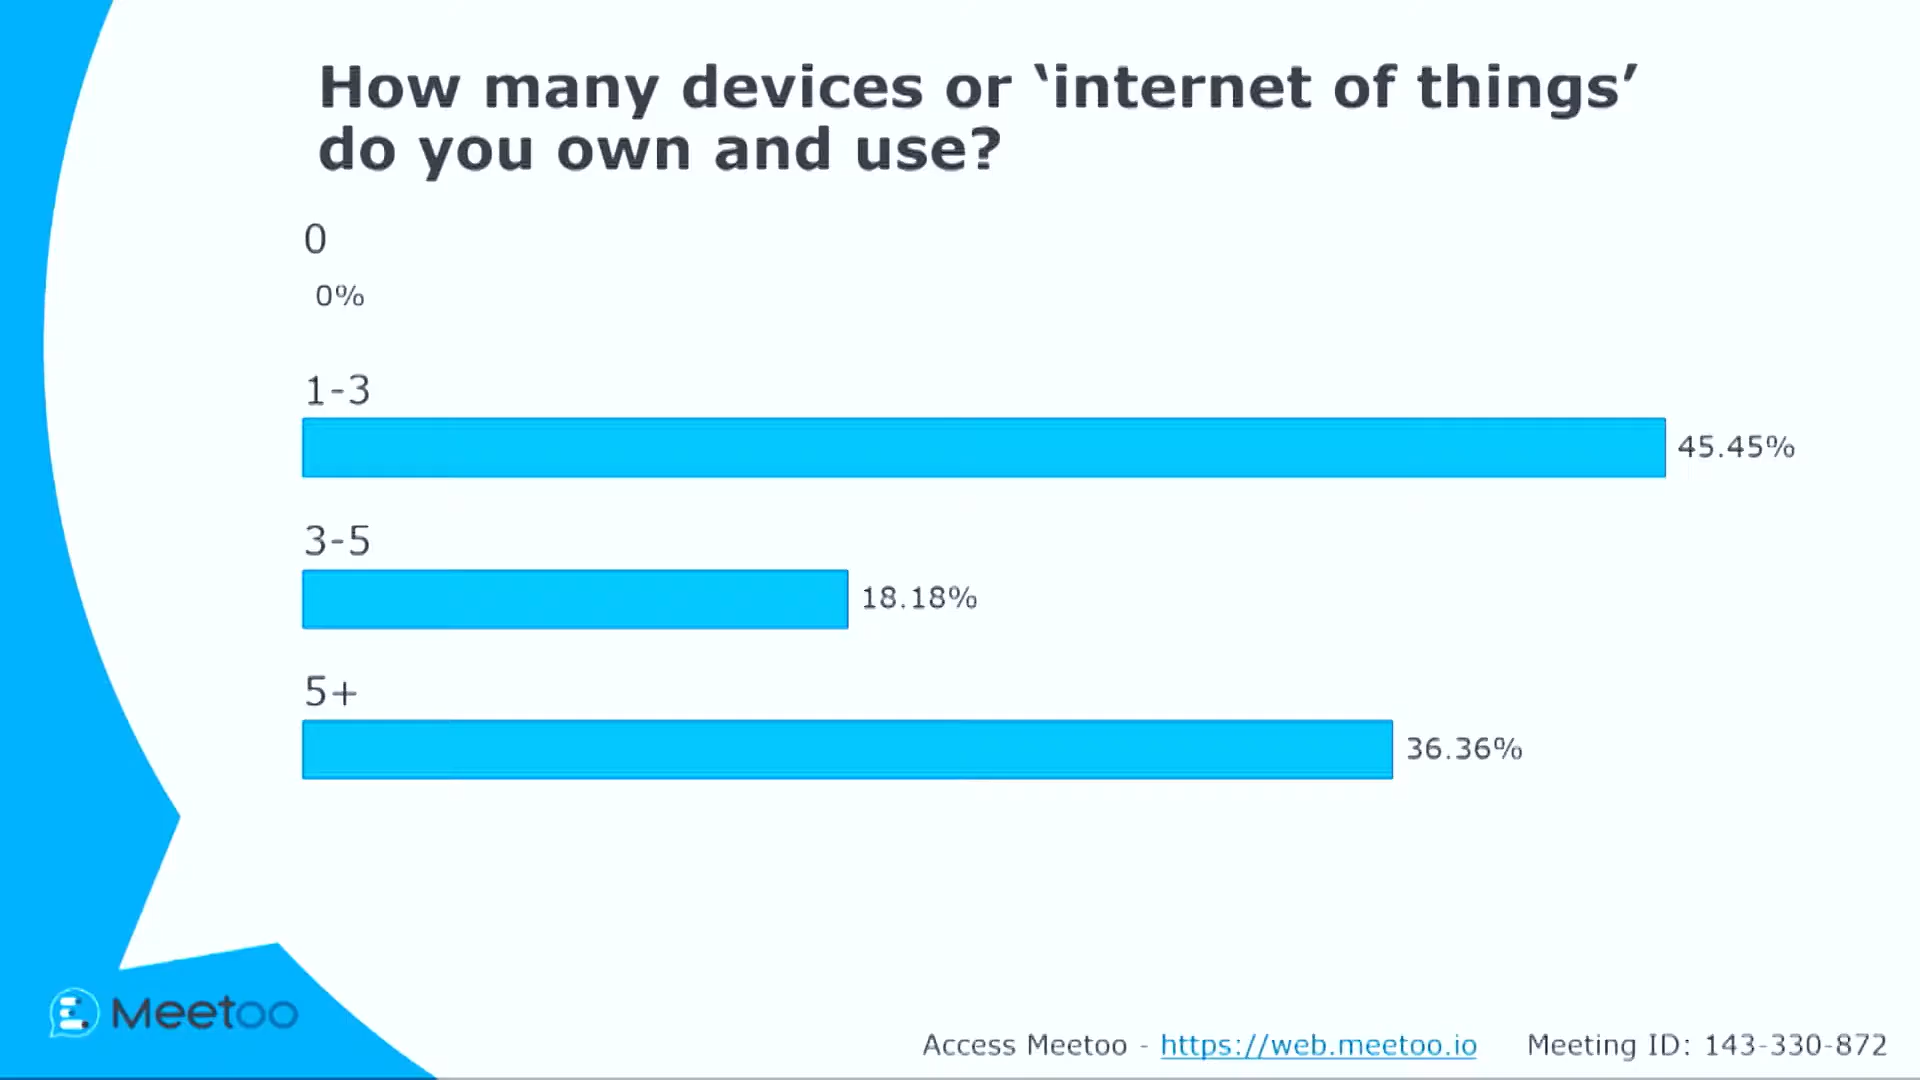 How many devices or ‘internet of things’
do you own and use?
0
0%
1-3
45.45%
3-5
18.18%
5+
36.36%
Meetoo
Access Meetoo - https://web.meetoo.io Meeting ID: 143-330-872